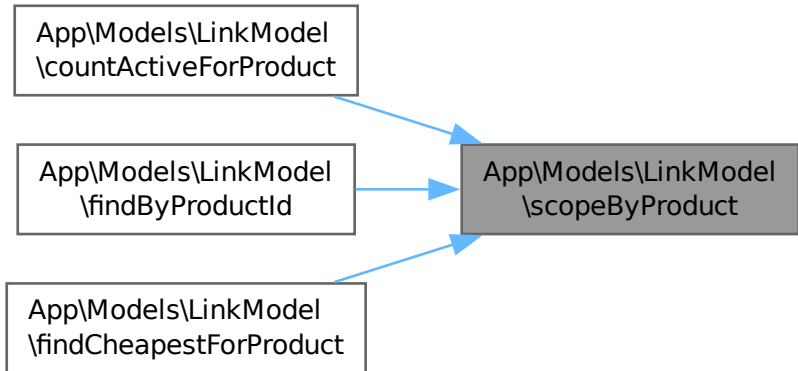 App\Models\LinkModel
\countActiveForProduct
App\Models\LinkModel
\findByProductId
App\Models\LinkModel
\scopeByProduct
App\Models\LinkModel
\findCheapestForProduct